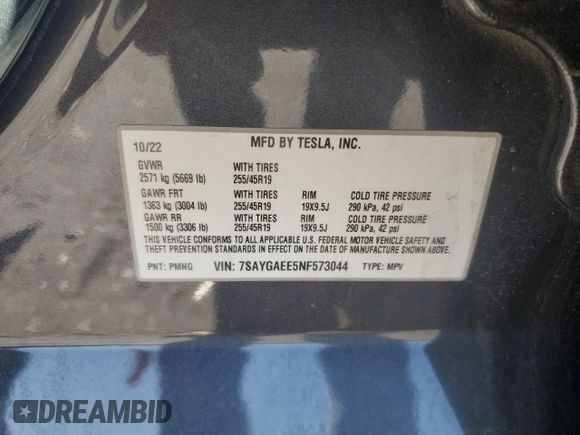 10/22 MFD BY TESLA, INC.
GVWR WITH TIRES
2571 kg (5669 lb) 255/45R19
GAWR FRT WITH TIRES RIM COLD TIRE PRESSURE
1363 kg (3004 lb) 255/45R19 19X9.5J 290 kPa, 42 psi
GAWR RR WITH TIRES RIM COLD TIRE PRESSURE
1500 kg (3306 lb) 255/45R19 19X9.5J 290 kPa, 42 psi
THIS VEHICLE CONFORMS TO ALL APPLICABLE U.S. FEDERAL MOTOR VEHICLE SAFETY AND
THEFT PREVENTION STANDARDS IN EFFECT ON THE DATE OF MANUFACTURE SHOWN ABOVE.
PNT: PMNG VIN: 7SAYGAEE5NF573044 TYPE: MPV
DREAMBID